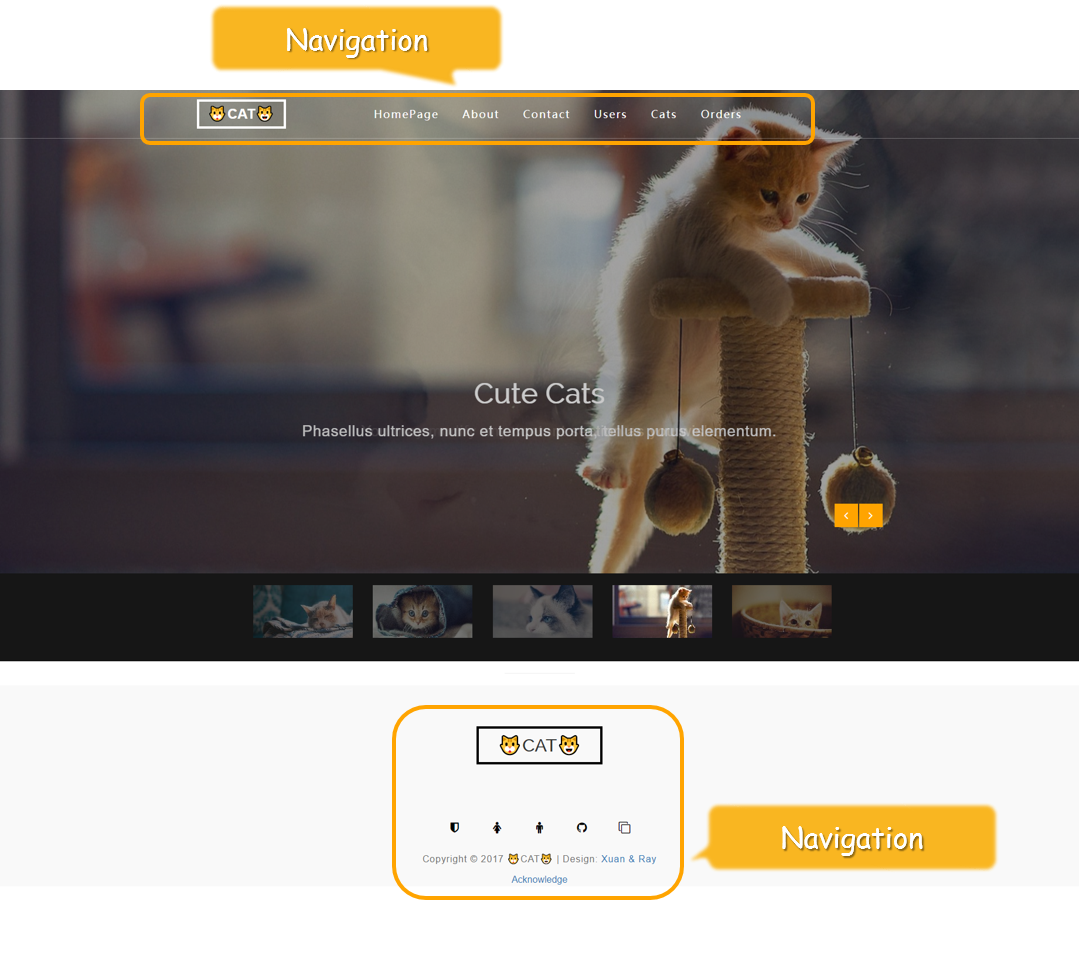 Navigation
CAT
HomePage About Contact Users Cats Orders
Cute Cats
Phasellus ultrices, nunc et tempus porta, tellus purus elementum.
CAT
Navigation
Copyright © 2017 🐱CAT🐱 | Design: Xuan & Ray
Acknowledge